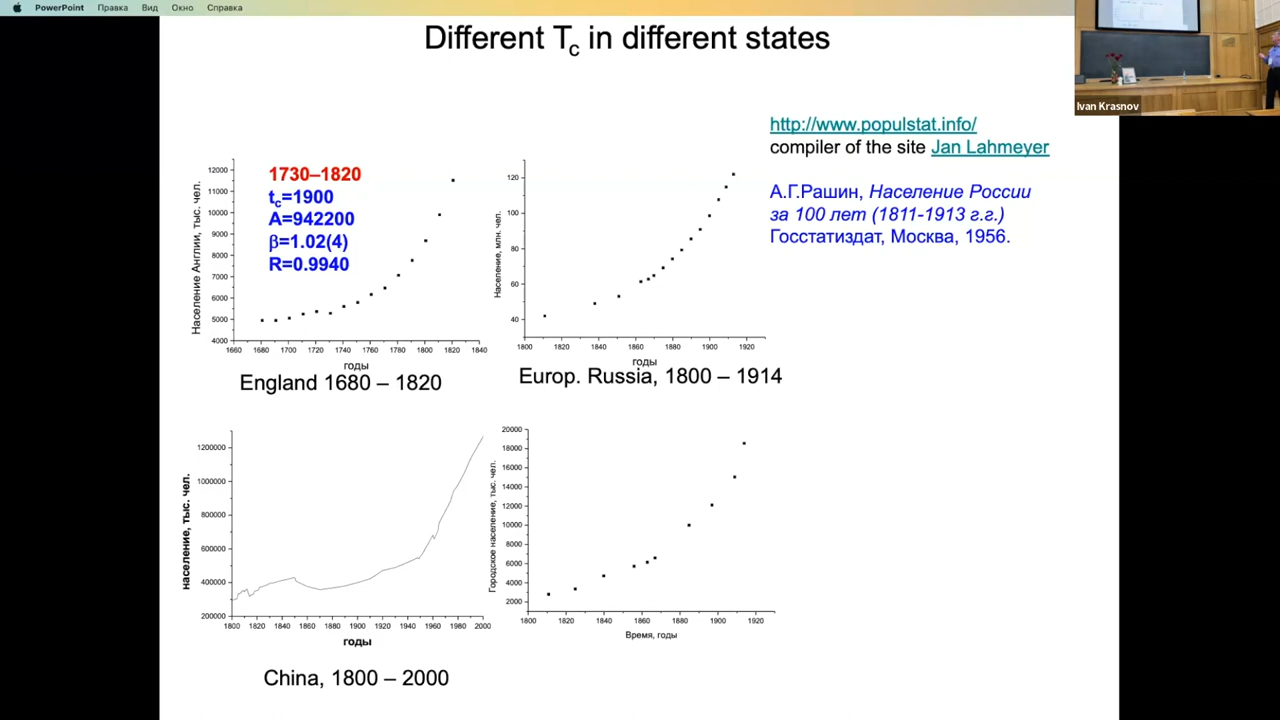 PowerPoint Правка Вид Окно Справка
Different Tc in different states
Ivan Krasnov
http://www.populstat.info/
compiler of the site Jan Lahmeyer
А.Г.Рашин, Население России
за 100 лет (1811-1913 г.г.)
Госстатиздат, Москва, 1956.
Население Англии, тыс. чел.
12000
11000
10000
9000
8000
7000
6000
5000
4000
1730–1820
tc=1900
A=942200
β=1.02(4)
R=0.9940
1660 1680 1700 1720 1740 1760 1780 1800 1820 1840
годы
England 1680 – 1820
Население, млн. чел.
120
100
80
60
40
1800 1820 1840 1860 1880 1900 1920
годы
Europ. Russia, 1800 – 1914
население, тыс. чел.
1200000
1000000
800000
600000
400000
200000
1800 1820 1840 1860 1880 1900 1920 1940 1960 1980 2000
годы
China, 1800 – 2000
Городское население, тыс. чел.
20000
18000
16000
14000
12000
10000
8000
6000
4000
2000
1800 1820 1840 1860 1880 1900 1920
Время, годы